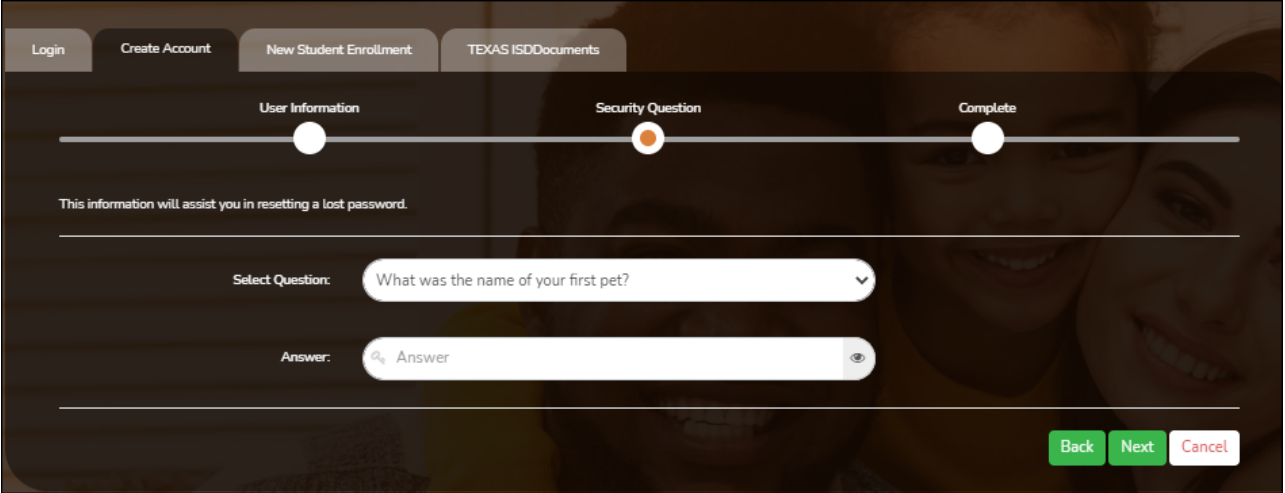 Login Create Account New Student Enrollment TEXAS ISDDocuments
User Information Security Question Complete
This information will assist you in resetting a lost password.
Select Question: What was the name of your first pet?
Answer: Answer
Back Next Cancel